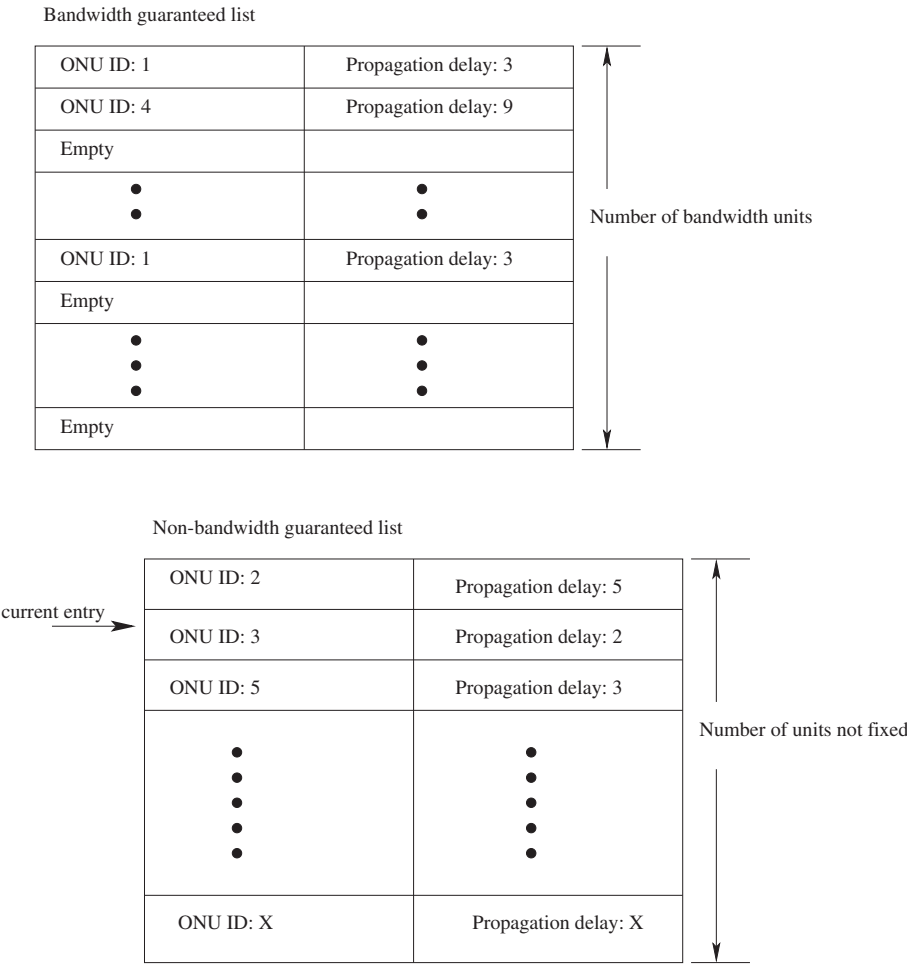 Bandwidth guaranteed list
ONU ID: 1 Propagation delay: 3
ONU ID: 4 Propagation delay: 9
Empty
Number of bandwidth units
ONU ID: 1 Propagation delay: 3
Empty
Empty
Non-bandwidth guaranteed list
ONU ID: 2 Propagation delay: 5
current entry
ONU ID: 3 Propagation delay: 2
ONU ID: 5 Propagation delay: 3
Number of units not fixed
ONU ID: X Propagation delay: X